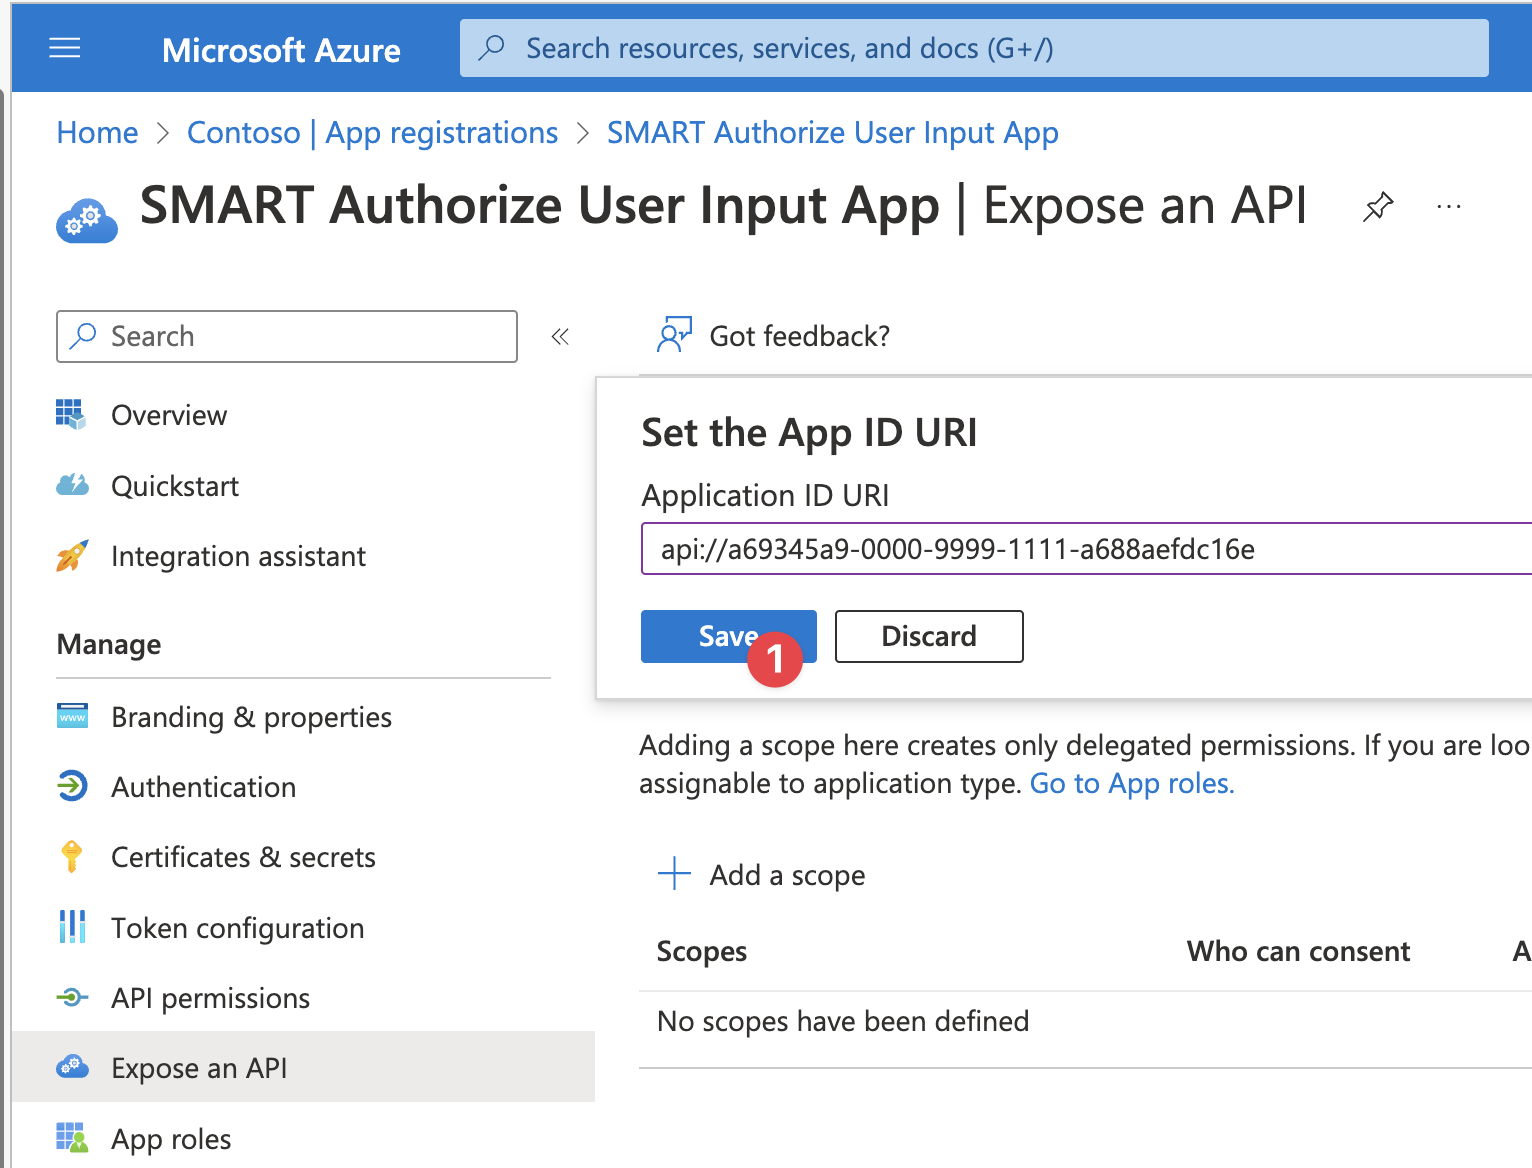 Microsoft Azure
Search resources, services, and docs (G+/)
Home > Contoso | App registrations > SMART Authorize User Input App
SMART Authorize User Input App | Expose an API
...
Search
«
Got feedback?
Overview
Quickstart
Integration assistant
Manage
Branding & properties
Authentication
Certificates & secrets
Token configuration
API permissions
Expose an API
App roles
Set the App ID URI
Application ID URI
api://a69345a9-0000-9999-1111-a688aefdc16e
Save
1
Discard
Adding a scope here creates only delegated permissions. If you are loo
assignable to application type. Go to App roles.
Add a scope
Scopes Who can consent A
No scopes have been defined